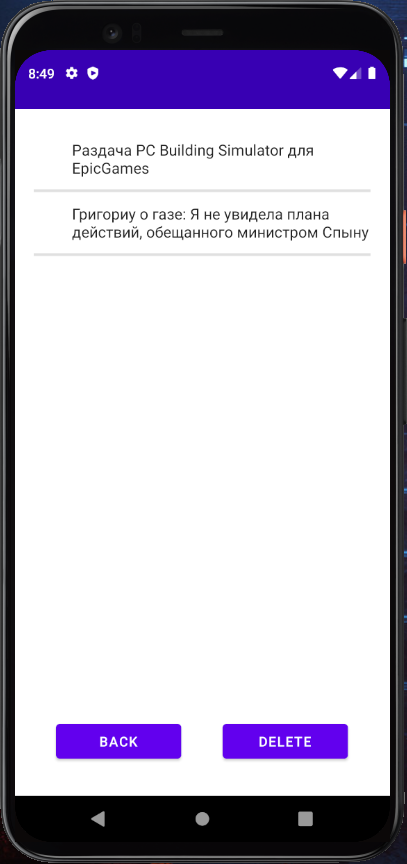 8:49
Раздача PC Building Simulator для
EpicGames
Григориу о газе: Я не увидела плана
действий, обещанного министром Спыну
BACK
DELETE